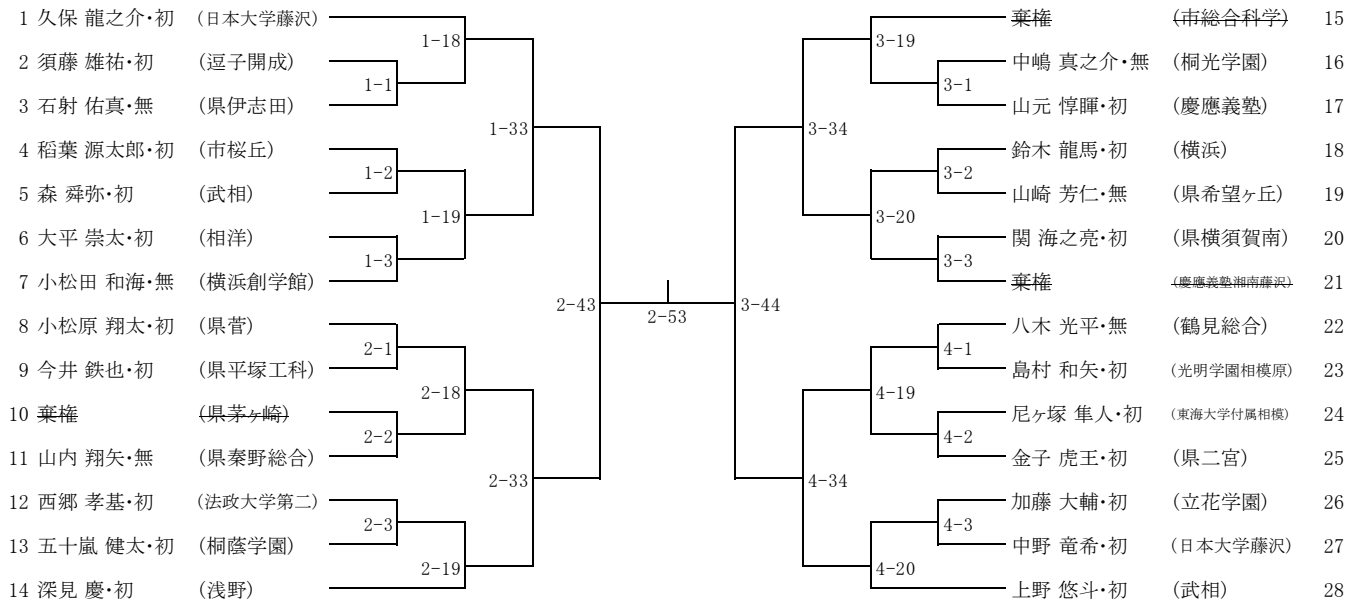 1 久保 龍之介・初 (日本大学藤沢)
2 須藤 雄祐・初 (逗子開成)
3 石射 佑真・無 (県伊志田)
4 稲葉 源太郎・初 (市桜丘)
5 森 舜弥・初 (武相)
6 大平 崇太・初 (相洋)
7 小松田 和海・無 (横浜創学館)
8 小松原 翔太・初 (県菅)
9 今井 鉄也・初 (県平塚工科)
10 棄権 (県茅ヶ崎)
11 山内 翔矢・無 (県秦野総合)
12 西郷 孝基・初 (法政大学第二)
13 五十嵐 健太・初 (桐蔭学園)
14 深見 慶・初 (浅野)
1-18
1-1
1-33
1-2
1-19
1-3
2-43
2-1
2-18
2-2
2-33
2-3
2-19
2-53
3-19
3-1
3-34
3-2
3-20
3-3
3-44
4-1
4-19
4-2
4-34
4-3
4-20
棄権 (市総合科学) 15
中嶋 真之介・無 (桐光学園) 16
山元 惇暉・初 (慶應義塾) 17
鈴木 龍馬・初 (横浜) 18
山崎 芳仁・無 (県希望ヶ丘) 19
関 海之亮・初 (県横須賀南) 20
棄権 (慶應義塾湘南藤沢) 21
八木 光平・無 (鶴見総合) 22
島村 和矢・初 (光明学園相模原) 23
尼ヶ塚 隼人・初 (東海大学付属相模) 24
金子 虎王・初 (県二宮) 25
加藤 大輔・初 (立花学園) 26
中野 竜希・初 (日本大学藤沢) 27
上野 悠斗・初 (武相) 28